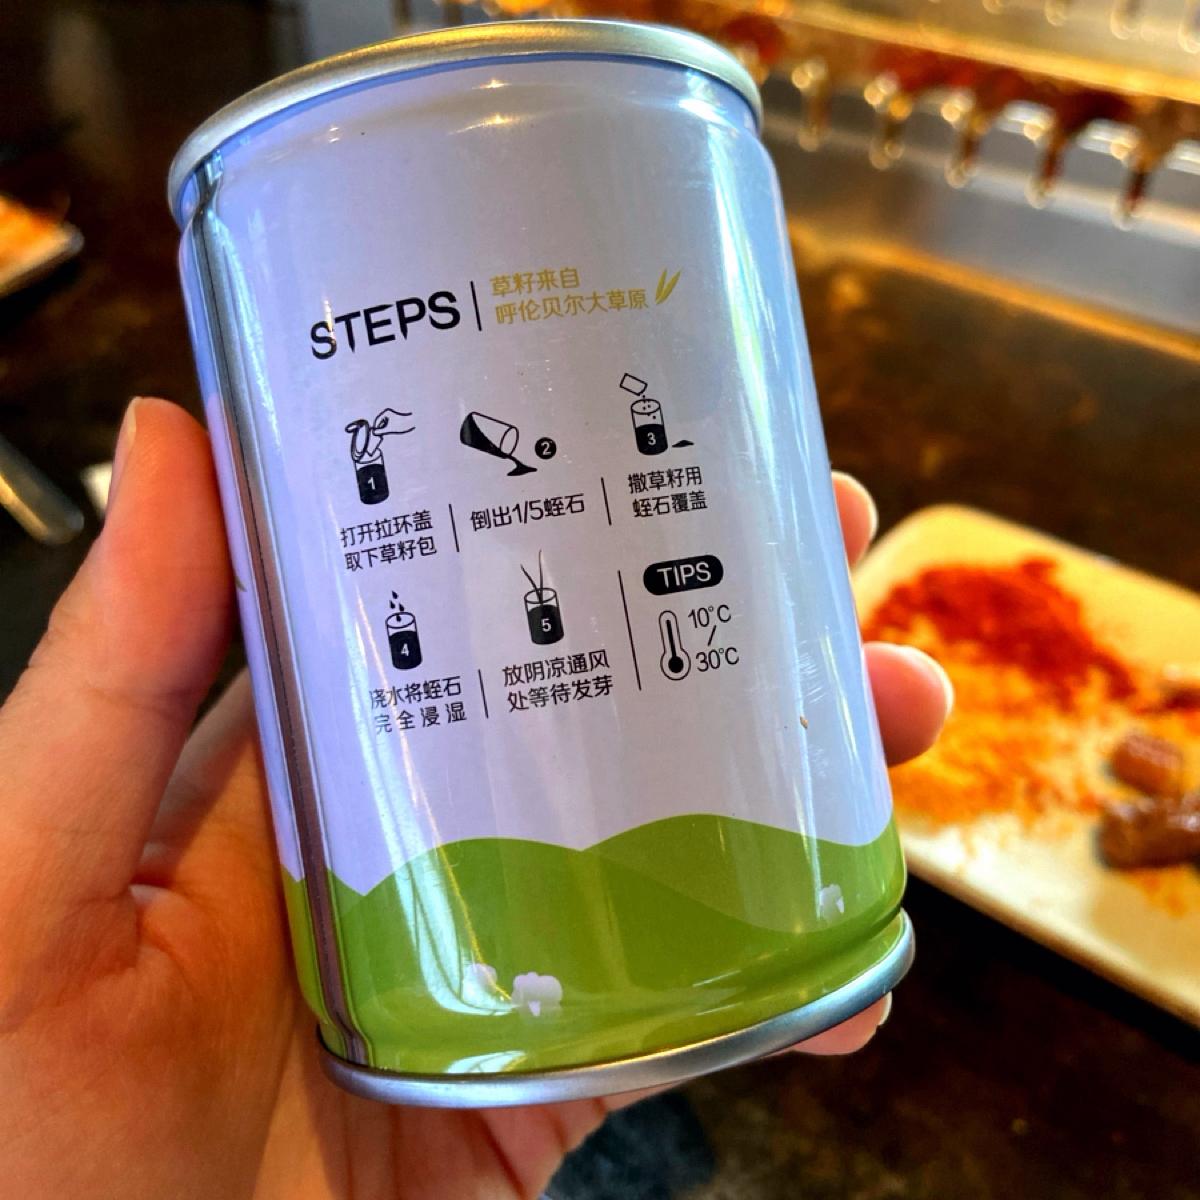 STEPS
草籽来自
呼伦贝尔大草原
1
打开拉环盖
取下草籽包
2
倒出1/5蛭石
3
撒草籽用
蛭石覆盖
4
浇水将蛭石
完全浸湿
5
放阴凉通风
处等待发芽
TIPS
10°C
/
30°C